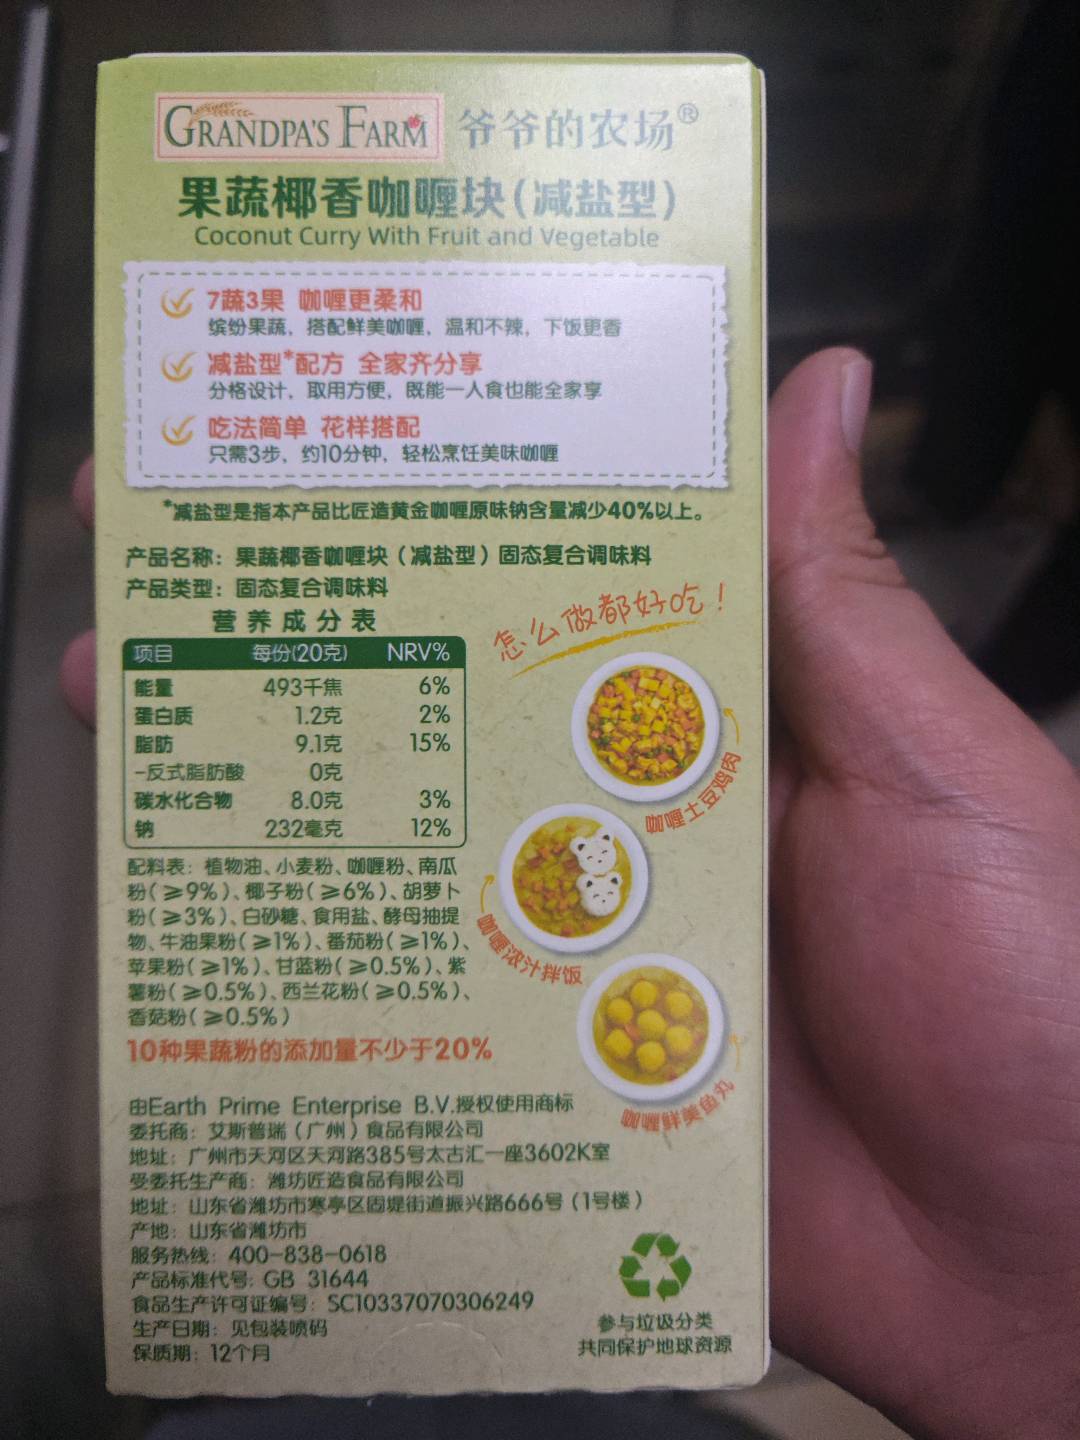 GRANDPA'S FARM 爷爷的农场®
果蔬椰香咖喱块(减盐型)
Coconut Curry With Fruit and Vegetable
7蔬3果 咖喱更柔和
缤纷果蔬，搭配鲜美咖喱，温和不辣，下饭更香
减盐型*配方 全家齐分享
分格设计，取用方便，既能一人食也能全家享
吃法简单 花样搭配
只需3步，约10分钟，轻松烹饪美味咖喱
*减盐型是指本产品比匠造黄金咖喱原味钠含量减少40%以上。
产品名称：果蔬椰香咖喱块（减盐型）固态复合调味料
产品类型：固态复合调味料
营养成分表
项目 每份(20克) NRV%
能量 493千焦 6%
蛋白质 1.2克 2%
脂肪 9.1克 15%
-反式脂肪酸 0克
碳水化合物 8.0克 3%
钠 232毫克 12%
怎么做都好吃！
咖喱土豆鸡肉
咖喱浓汁拌饭
咖喱鲜美鱼丸
配料表：植物油、小麦粉、咖喱粉、南瓜
粉(≥9%)、椰子粉(≥6%)、胡萝卜
粉(≥3%)、白砂糖、食用盐、酵母抽提
物、牛油果粉(≥1%)、番茄粉(≥1%)、
苹果粉(≥1%)、甘蓝粉(≥0.5%)、紫
薯粉(≥0.5%)、西兰花粉(≥0.5%)、
香菇粉(≥0.5%)
10种果蔬粉的添加量不少于20%
由Earth Prime Enterprise B.V.授权使用商标
委托商：艾斯普瑞（广州）食品有限公司
地址：广州市天河区天河路385号太古汇一座3602K室
受委托生产商：潍坊匠造食品有限公司
地址：山东省潍坊市寒亭区固堤街道振兴路666号（1号楼）
产地：山东省潍坊市
服务热线：400-838-0618
产品标准代号：GB 31644
食品生产许可证编号：SC10337070306249
生产日期：见包装喷码
保质期：12个月
参与垃圾分类
共同保护地球资源